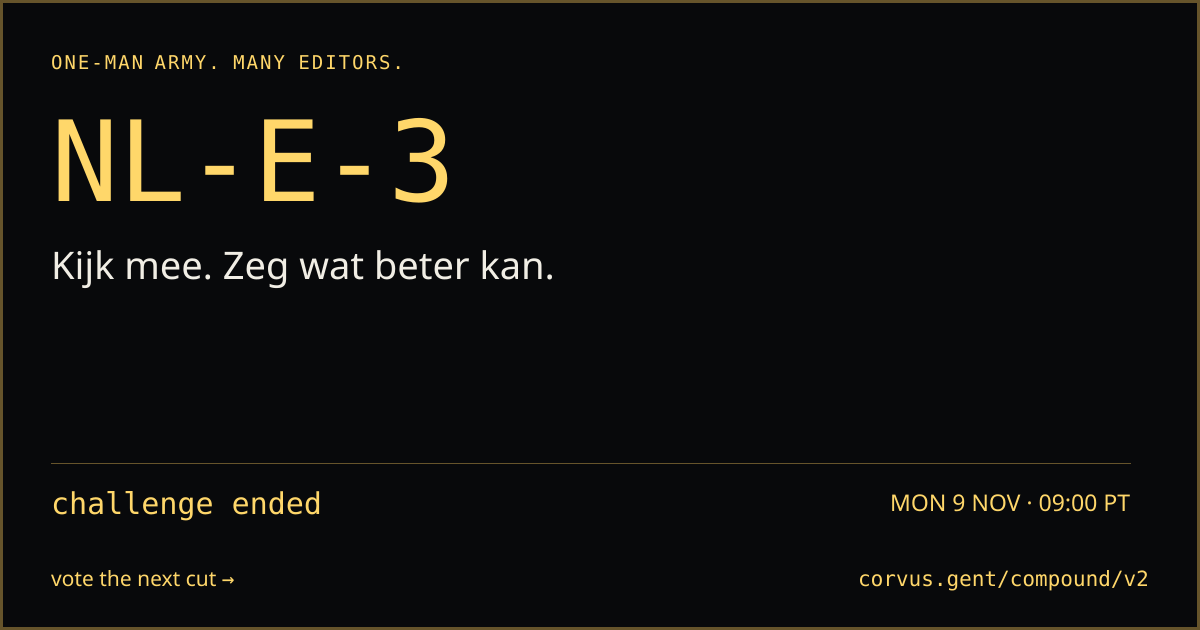 ONE-MAN ARMY. MANY EDITORS.
NL-E-3
Kijk mee. Zeg wat beter kan.
challenge ended
MON 9 NOV · 09:00 PT
vote the next cut →
corvus.gent/compound/v2